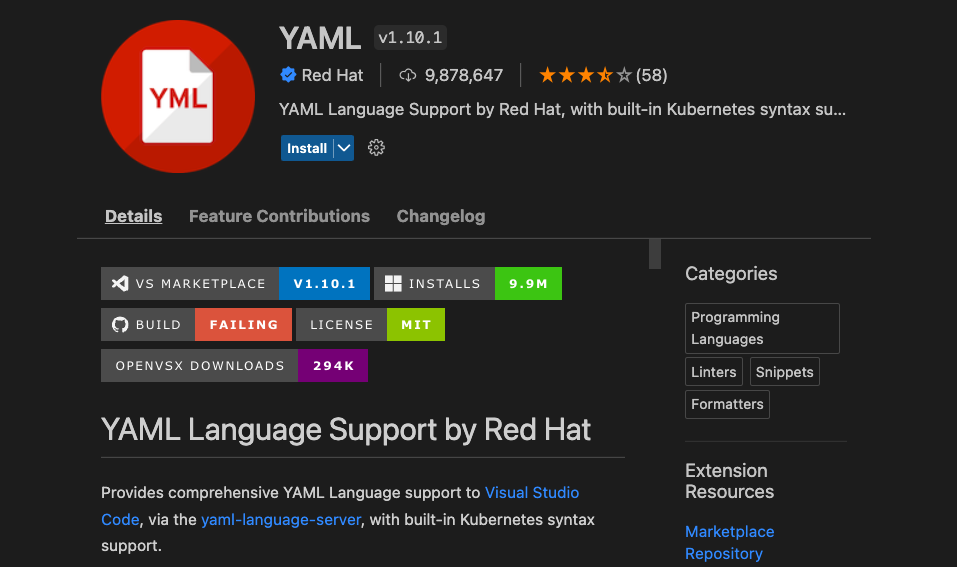 YML
YAML v1.10.1
Red Hat 9,878,647 (58)
YAML Language Support by Red Hat, with built-in Kubernetes syntax su...
Install
Details Feature Contributions Changelog
VS MARKETPLACE V1.10.1 INSTALLS 9.9M
BUILD FAILING LICENSE MIT
OPENVSX DOWNLOADS 294K
YAML Language Support by Red Hat
Provides comprehensive YAML Language support to Visual Studio
Code, via the yaml-language-server, with built-in Kubernetes syntax
support.
Categories
Programming
Languages
Linters Snippets
Formatters
Extension
Resources
Marketplace
Repository